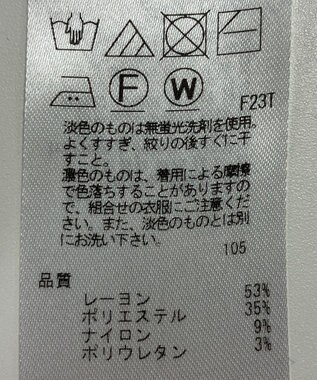 F W
F23T
淡色のものは無蛍光洗剤を使用。
よくすすぎ、絞りの後すぐに干
すこと。
濃色のものは、着用による摩擦
で色落ちすることがありますの
で、組合せの衣服にご注意くださ
い。また、淡色のものとは別
にお洗い下さい。
105
品質
レーヨン 53%
ポリエステル 35%
ナイロン 9%
ポリウレタン 3%